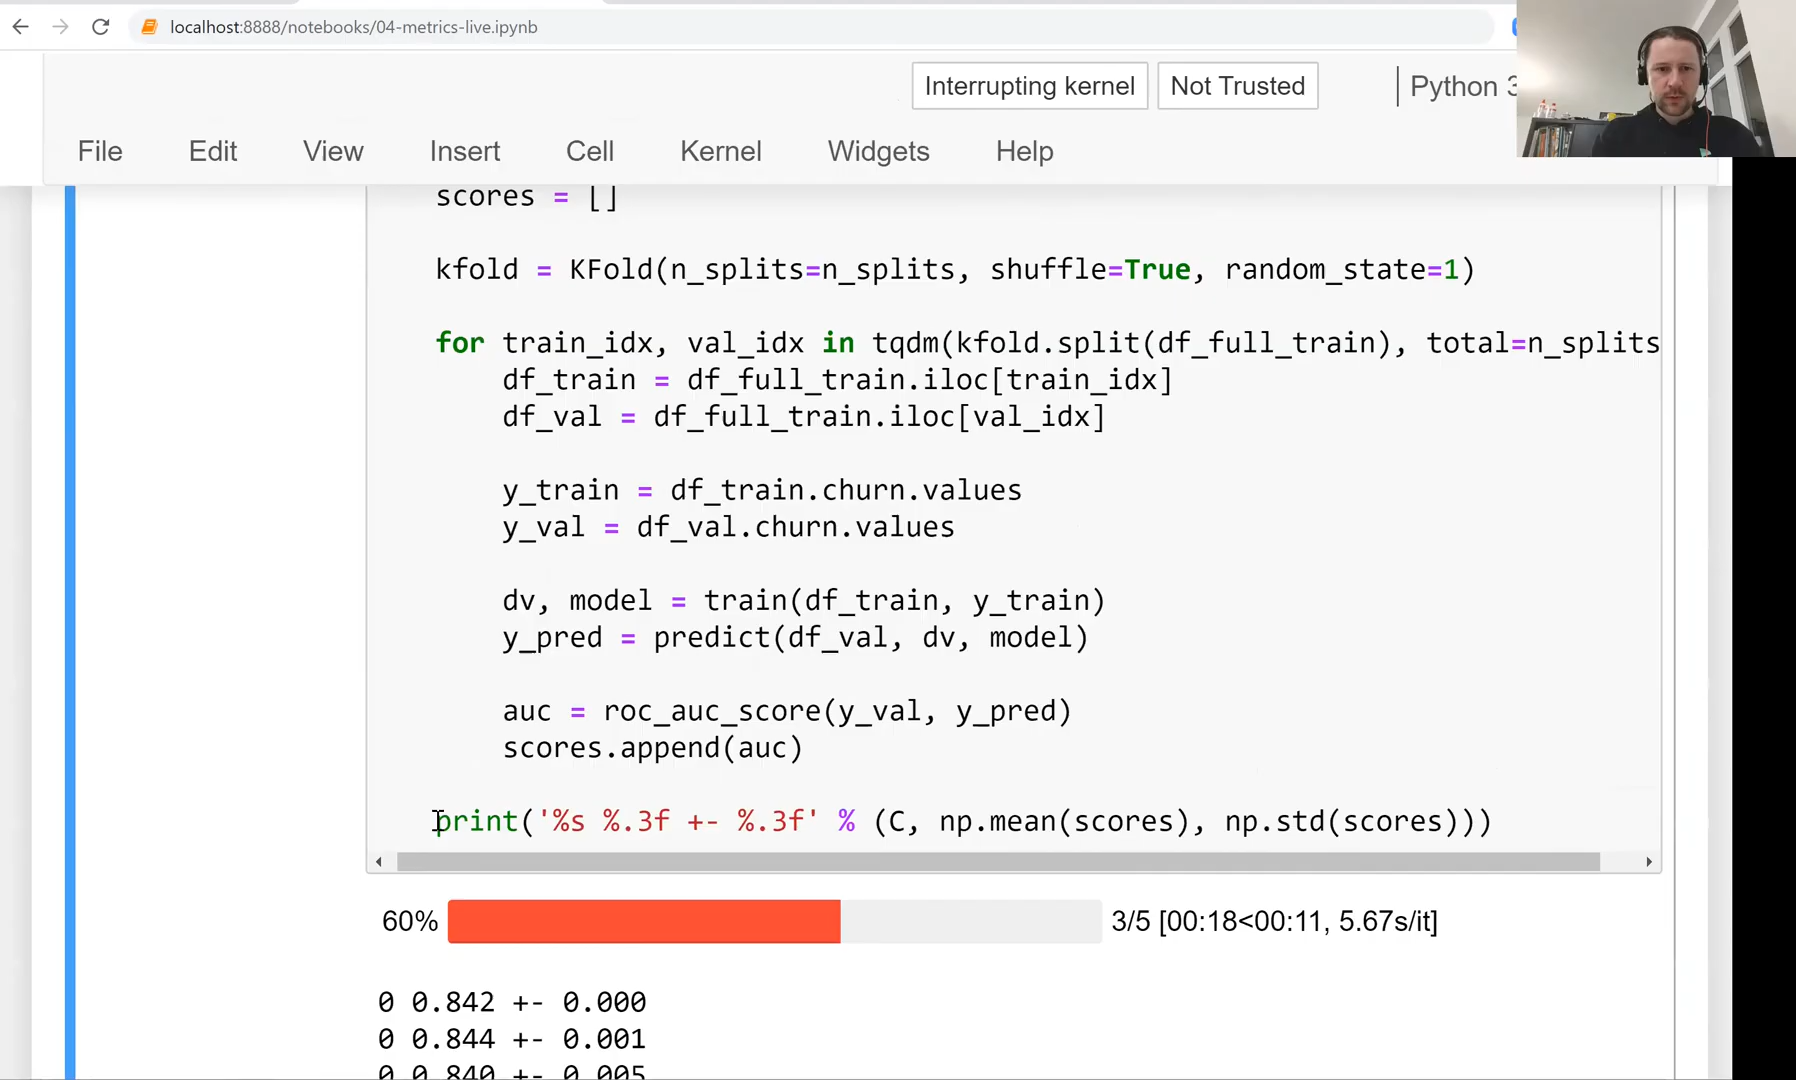 localhost:8888/notebooks/04-metrics-live.ipynb
Interrupting kernel Not Trusted Python 3
File Edit View Insert Cell Kernel Widgets Help
scores = []
kfold = KFold(n_splits=n_splits, shuffle=True, random_state=1)
for train_idx, val_idx in tqdm(kfold.split(df_full_train), total=n_splits
df_train = df_full_train.iloc[train_idx]
df_val = df_full_train.iloc[val_idx]
y_train = df_train.churn.values
y_val = df_val.churn.values
dv, model = train(df_train, y_train)
y_pred = predict(df_val, dv, model)
auc = roc_auc_score(y_val, y_pred)
scores.append(auc)
print('%s %.3f +- %.3f' % (C, np.mean(scores), np.std(scores)))
60% 3/5 [00:18<00:11, 5.67s/it]
0 0.842 +- 0.000
0 0.844 +- 0.001
0 0.840 +- 0.005